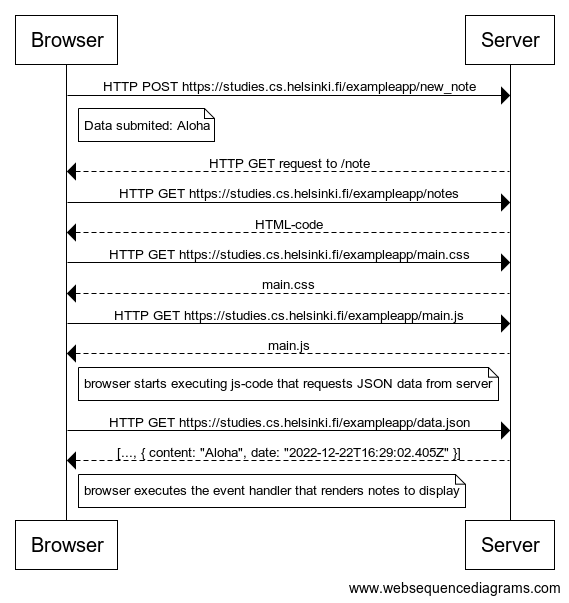 Browser
Server
HTTP POST https://studies.cs.helsinki.fi/exampleapp/new_note
Data submited: Aloha
HTTP GET request to /note
HTTP GET https://studies.cs.helsinki.fi/exampleapp/notes
HTML-code
HTTP GET https://studies.cs.helsinki.fi/exampleapp/main.css
main.css
HTTP GET https://studies.cs.helsinki.fi/exampleapp/main.js
main.js
browser starts executing js-code that requests JSON data from server
HTTP GET https://studies.cs.helsinki.fi/exampleapp/data.json
[..., { content: "Aloha", date: "2022-12-22T16:29:02.405Z" }]
browser executes the event handler that renders notes to display
Browser
Server
www.websequencediagrams.com